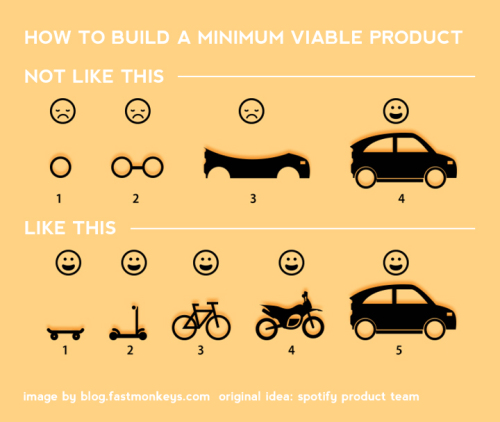 HOW TO BUILD A MINIMUM VIABLE PRODUCT
NOT LIKE THIS
1 2 3 4
LIKE THIS
1 2 3 4 5
image by blog.fastmonkeys.com original idea: spotify product team